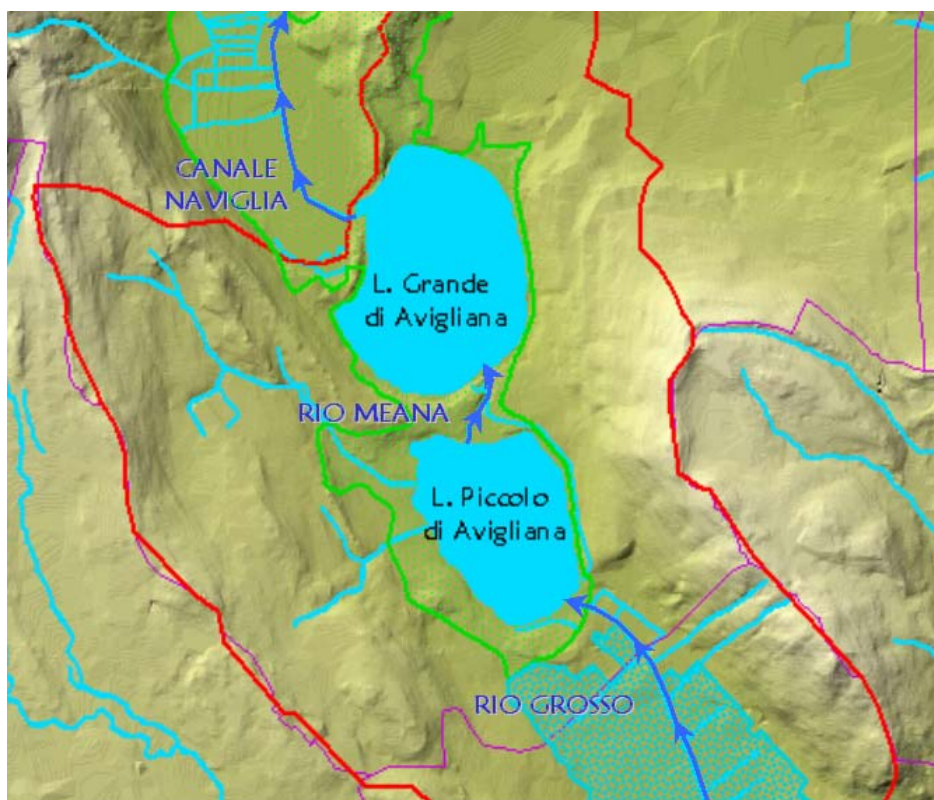 CANALE
NAVIGLIA
L. Grande
di Avigliana
RIO MEANA
L. Piccolo
di Avigliana
RIO GROSSO